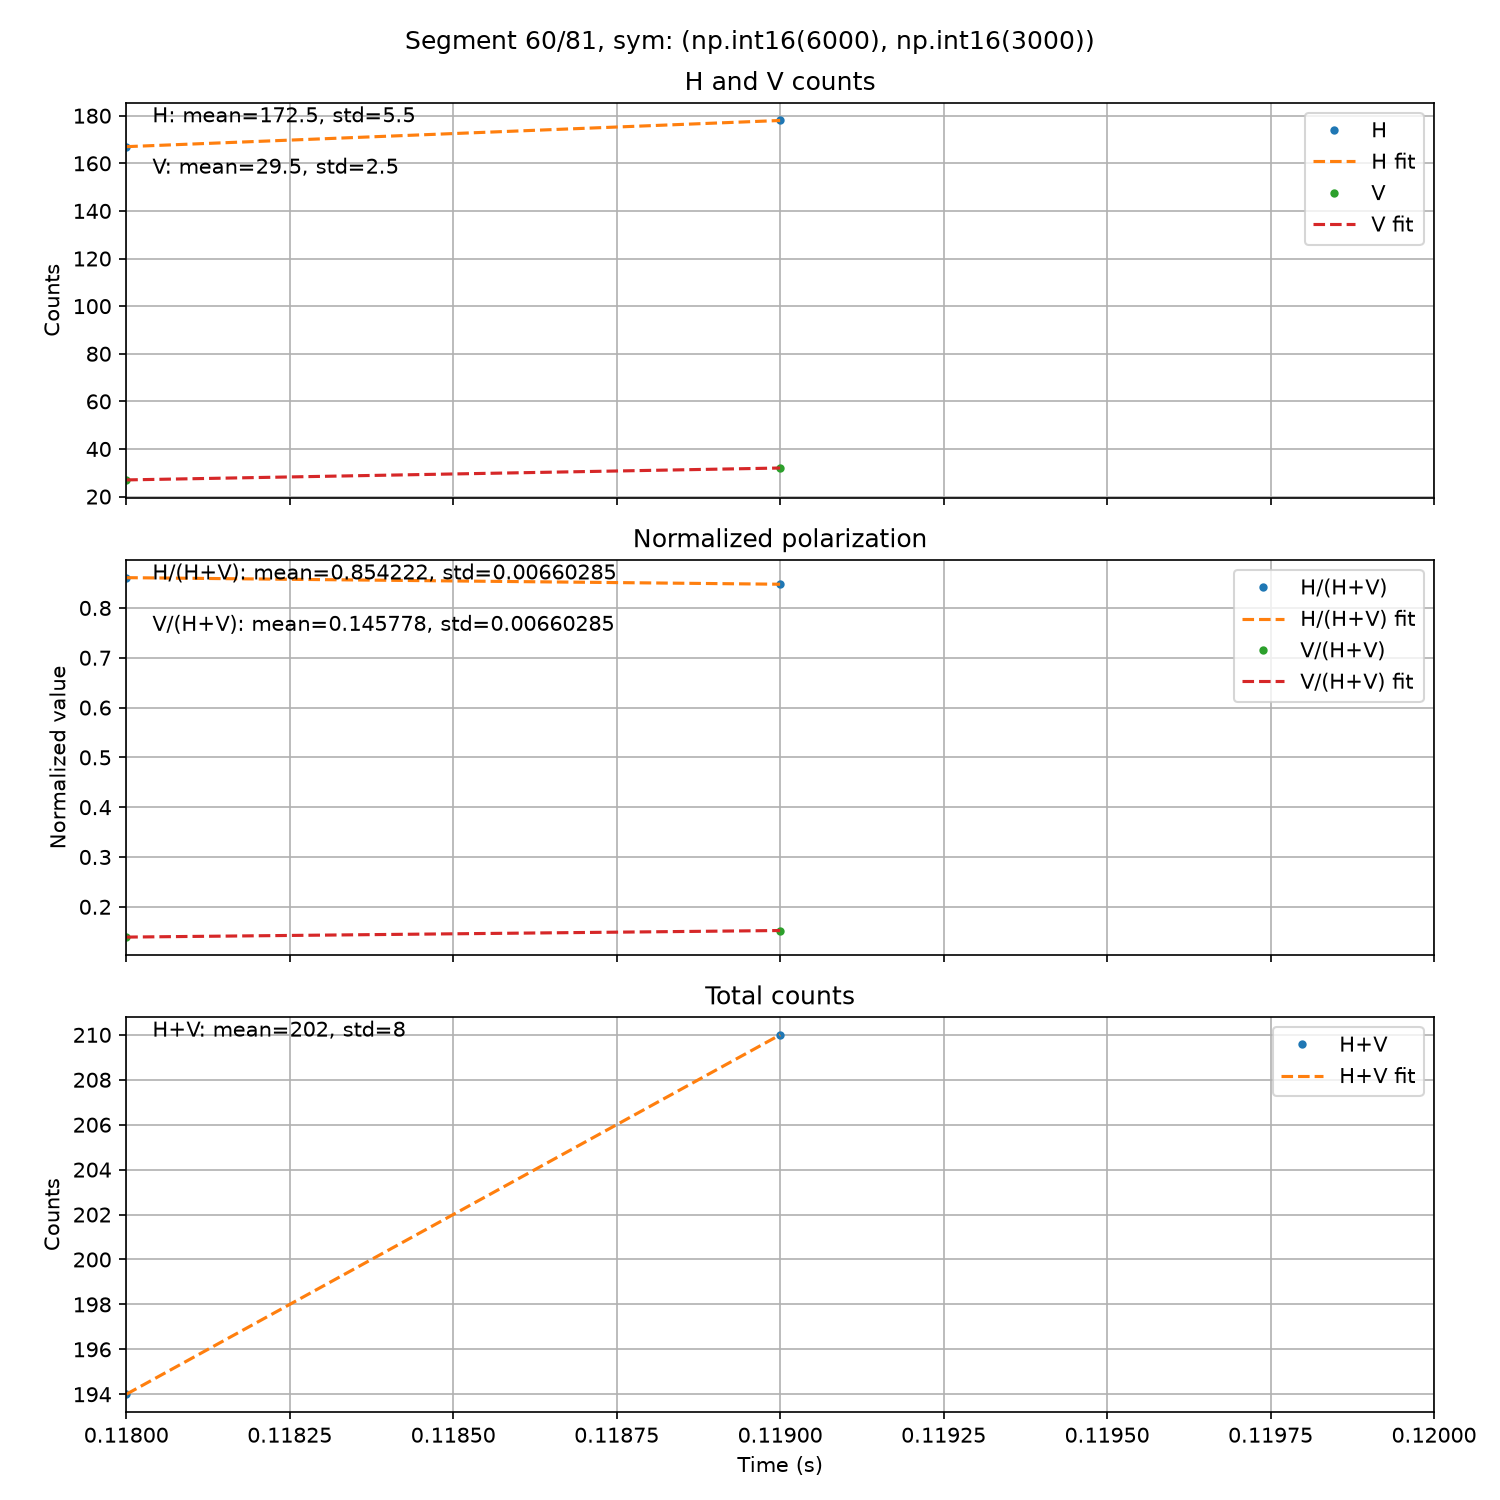 Segment 60/81, sym: (np.int16(6000), np.int16(3000))
H and V counts
H: mean=172.5, std=5.5
V: mean=29.5, std=2.5
H
H fit
V
V fit
180
160
140
120
100
80
60
40
20
Counts
Normalized polarization
H/(H+V): mean=0.854222, std=0.00660285
V/(H+V): mean=0.145778, std=0.00660285
H/(H+V)
H/(H+V) fit
V/(H+V)
V/(H+V) fit
0.8
0.7
0.6
0.5
0.4
0.3
0.2
Normalized value
Total counts
H+V: mean=202, std=8
H+V
H+V fit
210
208
206
204
202
200
198
196
194
Counts
0.11800 0.11825 0.11850 0.11875 0.11900 0.11925 0.11950 0.11975 0.12000
Time (s)